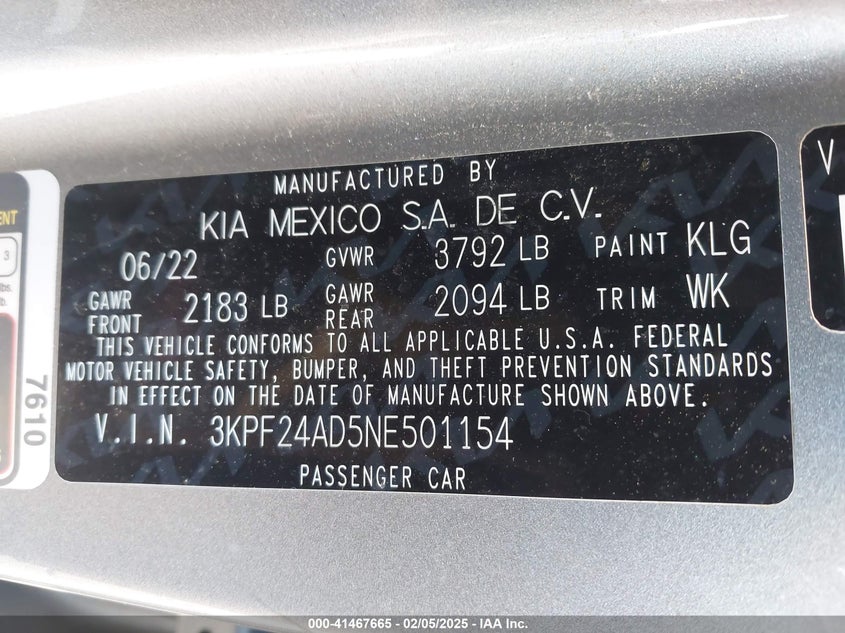 MANUFACTURED BY
KIA MEXICO S.A. DE C.V.
06/22 GVWR 3792 LB PAINT KLG
GAWR FRONT 2183 LB GAWR REAR 2094 LB TRIM WK
THIS VEHICLE CONFORMS TO ALL APPLICABLE U.S.A. FEDERAL
MOTOR VEHICLE SAFETY, BUMPER, AND THEFT PREVENTION STANDARDS
IN EFFECT ON THE DATE OF MANUFACTURE SHOWN ABOVE.
V.I.N. 3KPF24AD5NE501154
PASSENGER CAR
7610
3
V
000-41467665 - 02/05/2025 - IAA Inc.